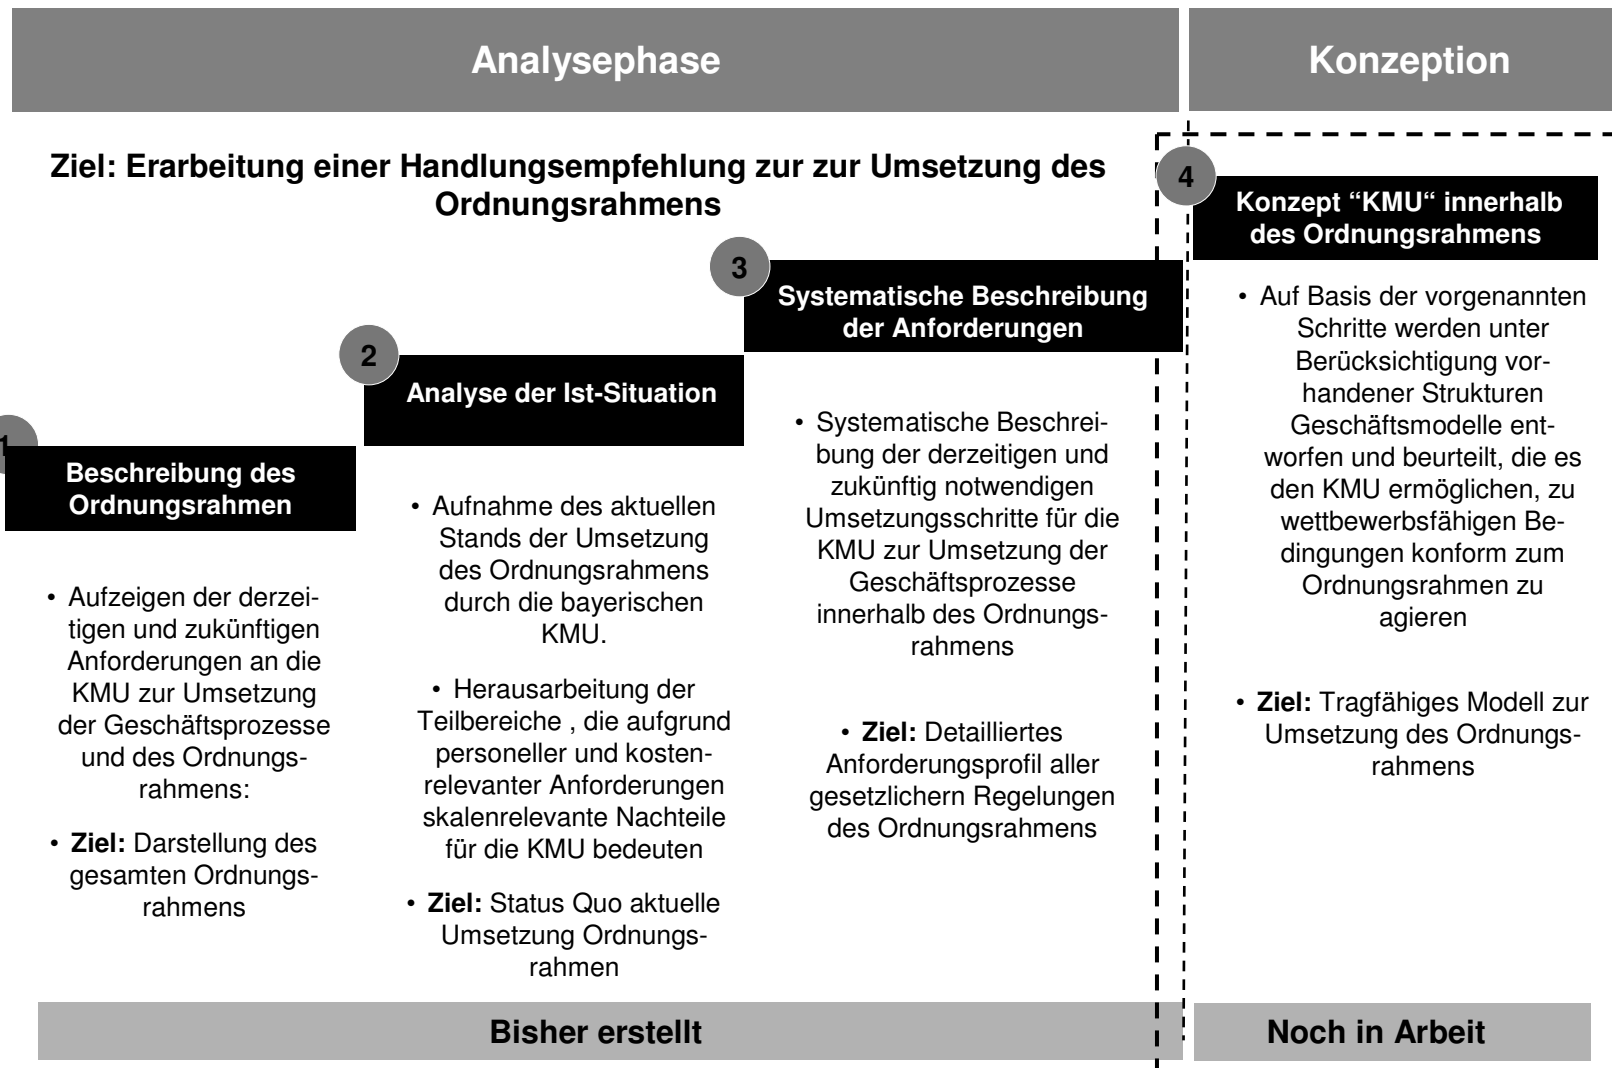 Analysephase
Konzeption
Ziel: Erarbeitung einer Handlungsempfehlung zur zur Umsetzung des
Ordnungsrahmens
1
Beschreibung des
Ordnungsrahmen
• Aufzeigen der derzei-
tigen und zukünftigen
Anforderungen an die
KMU zur Umsetzung
der Geschäftsprozesse
und des Ordnungs-
rahmens:
• Ziel: Darstellung des
gesamten Ordnungs-
rahmens
2
Analyse der Ist-Situation
• Aufnahme des aktuellen
Stands der Umsetzung
des Ordnungsrahmens
durch die bayerischen
KMU.
• Herausarbeitung der
Teilbereiche , die aufgrund
personeller und kosten-
relevanter Anforderungen
skalenrelevante Nachteile
für die KMU bedeuten
• Ziel: Status Quo aktuelle
Umsetzung Ordnungs-
rahmen
3
Systematische Beschreibung
der Anforderungen
• Systematische Beschrei-
bung der derzeitigen und
zukünftig notwendigen
Umsetzungsschritte für die
KMU zur Umsetzung der
Geschäftsprozesse
innerhalb des Ordnungs-
rahmens
• Ziel: Detailliertes
Anforderungsprofil aller
gesetzlichern Regelungen
des Ordnungsrahmens
4
Konzept “KMU“ innerhalb
des Ordnungsrahmens
• Auf Basis der vorgenannten
Schritte werden unter
Berücksichtigung vor-
handener Strukturen
Geschäftsmodelle ent-
worfen und beurteilt, die es
den KMU ermöglichen, zu
wettbewerbsfähigen Be-
dingungen konform zum
Ordnungsrahmen zu
agieren
• Ziel: Tragfähiges Modell zur
Umsetzung des Ordnungs-
rahmens
Bisher erstellt
Noch in Arbeit